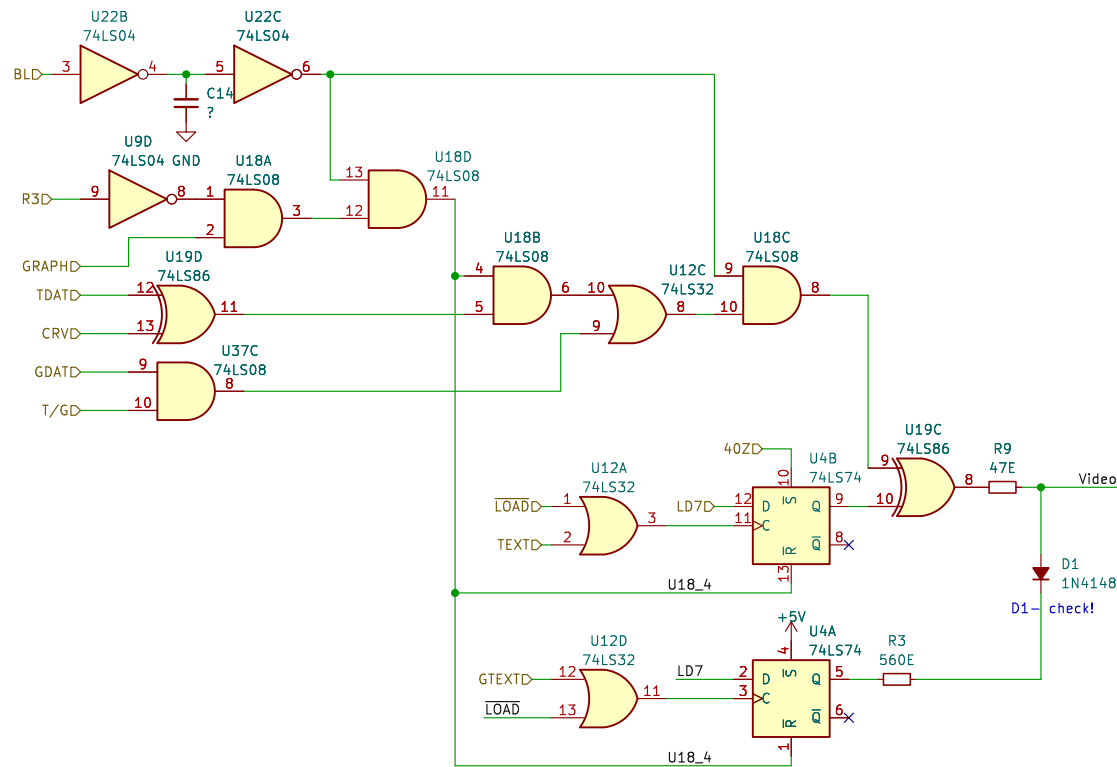 U22B
74LS04
U22C
74LS04
BL
3
4
5
6
C14
?
U9D
74LS04
GND
U18A
74LS08
U18D
74LS08
R3
9
8
1
2
3
13
12
11
GRAPH
U19D
74LS86
TDAT
12
CRV
13
11
U18B
74LS08
4
5
6
U12C
74LS32
10
9
8
U18C
74LS08
9
10
8
U37C
74LS08
GDAT
9
T/G
10
8
U19C
74LS86
9
10
8
R9
47E
Video
40Z
U4B
74LS74
10
LD7
12
11
D
C
S
R
Q
Q
9
8
13
U12A
74LS32
LOAD
1
TEXT
2
3
U18_4
D1
1N4148
D1- check!
+5V
U4A
74LS74
4
U12D
74LS32
GTEXT
12
LOAD
13
11
LD7
2
3
D
C
S
R
Q
Q
5
6
1
R3
560E
U18_4